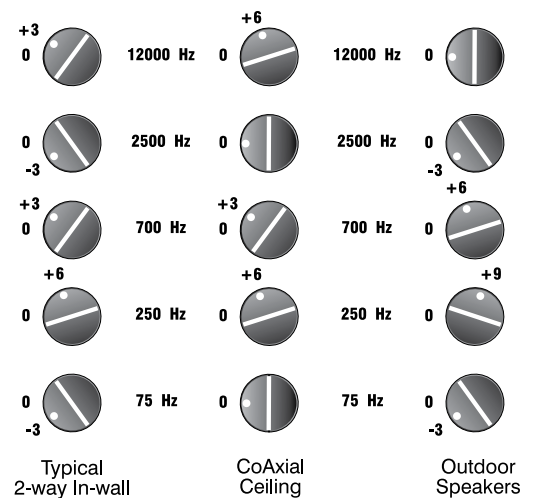 +6
+3
0 12000 Hz 0 12000 Hz 0
0 2500 Hz 0 2500 Hz 0
-3 -3
+3 +3 +6
0 700 Hz 0 700 Hz 0
+6 +6 +9
0 250 Hz 0 250 Hz 0
0 75 Hz 0 75 Hz 0
-3 -3
Typical CoAxial Outdoor
2-way In-wall Ceiling Speakers